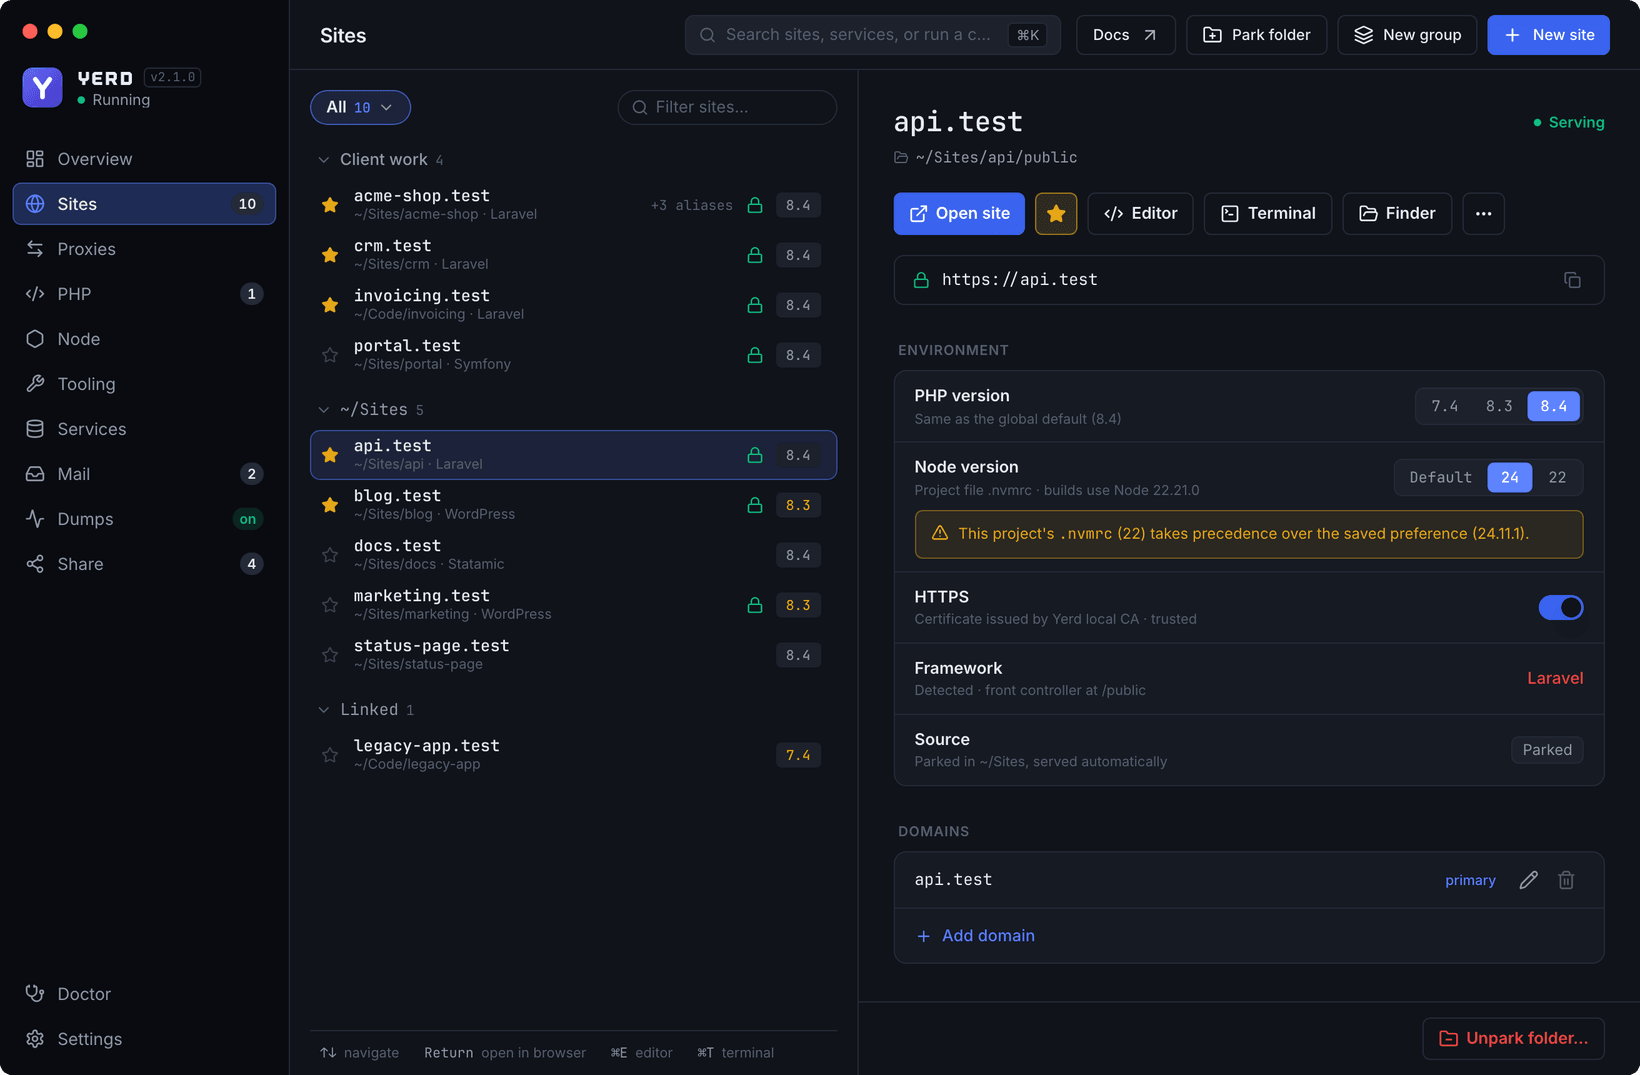 YERD v2.1.0
Running
Overview
Sites 10
Proxies
PHP 1
Node
Tooling
Services
Mail 2
Dumps on
Share 4
Doctor
Settings
Sites
Search sites, services, or run a c... ⌘K
Docs
Park folder
New group
New site
All 10
Filter sites...
Client work 4
acme-shop.test
~/Sites/acme-shop · Laravel
+3 aliases 8.4
crm.test
~/Sites/crm · Laravel
8.4
invoicing.test
~/Code/invoicing · Laravel
8.4
portal.test
~/Sites/portal · Symfony
8.4
~/Sites 5
api.test
~/Sites/api · Laravel
8.4
blog.test
~/Sites/blog · WordPress
8.3
docs.test
~/Sites/docs · Statamic
8.4
marketing.test
~/Sites/marketing · WordPress
8.3
status-page.test
~/Sites/status-page
8.4
Linked 1
legacy-app.test
~/Code/legacy-app
7.4
↑↓ navigate Return open in browser ⌘E editor ⌘T terminal
api.test
Serving
~/Sites/api/public
Open site
Editor
Terminal
Finder
https://api.test
ENVIRONMENT
PHP version
Same as the global default (8.4)
7.4 8.3 8.4
Node version
Project file .nvmrc · builds use Node 22.21.0
Default 24 22
This project's .nvmrc (22) takes precedence over the saved preference (24.11.1).
HTTPS
Certificate issued by Yerd local CA · trusted
Framework
Detected · front controller at /public
Laravel
Source
Parked in ~/Sites, served automatically
Parked
DOMAINS
api.test primary
+ Add domain
Unpark folder...